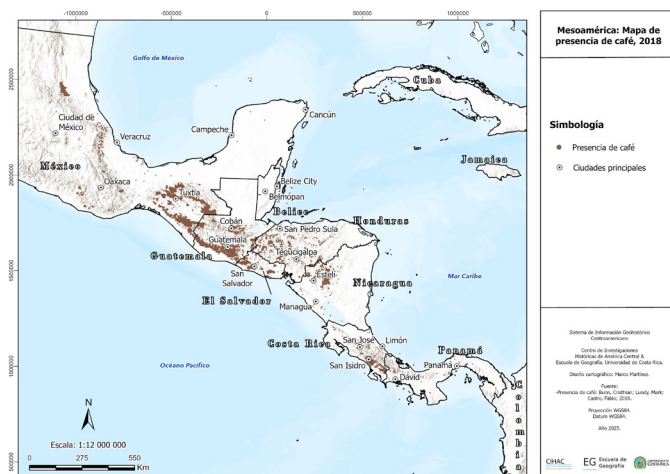 -1000000
-500000
0
500000
1000000
2500000
2000000
1000000
Golfo de México
Cuba
Cancún
Ciudad de
México
Veracruz
Campeche
México
Jamaica
Oaxaca
Tuxtla
Belize City
Belmopan
Belice
Cobán
Honduras
San Pedro Sula
Guatemala
Tegucigalpa
Guatemala
San
Salvador
Estelí
Nicaragua
Mar Caribe
El Salvador
Managua
Costa Rica
San José
Limón
Panamá
San Isidro
Panamá
David
Océano Pacífico
Colombia
N
Escala: 1:12 000 000
0 275 550
Km
Mesoamérica: Mapa de
presencia de café, 2018
Simbología
Presencia de café
Ciudades principales
Sistema de Información Geohistórico
Centroamericano
Centro de Investigaciones
Históricas de América Central &
Escuela de Geografía. Universidad de Costa Rica.
Diseño cartográfico: Marco Martínez.
Fuente:
-Presencia de café: Bunn, Cristhian; Lundy, Mark;
Castro, Fabio; 2018.
Proyección WGS84.
Datum WGS84.
Año 2025.
CIHAC
EG Escuela de
Geografía
UNIVERSIDAD DE
COSTA RICA